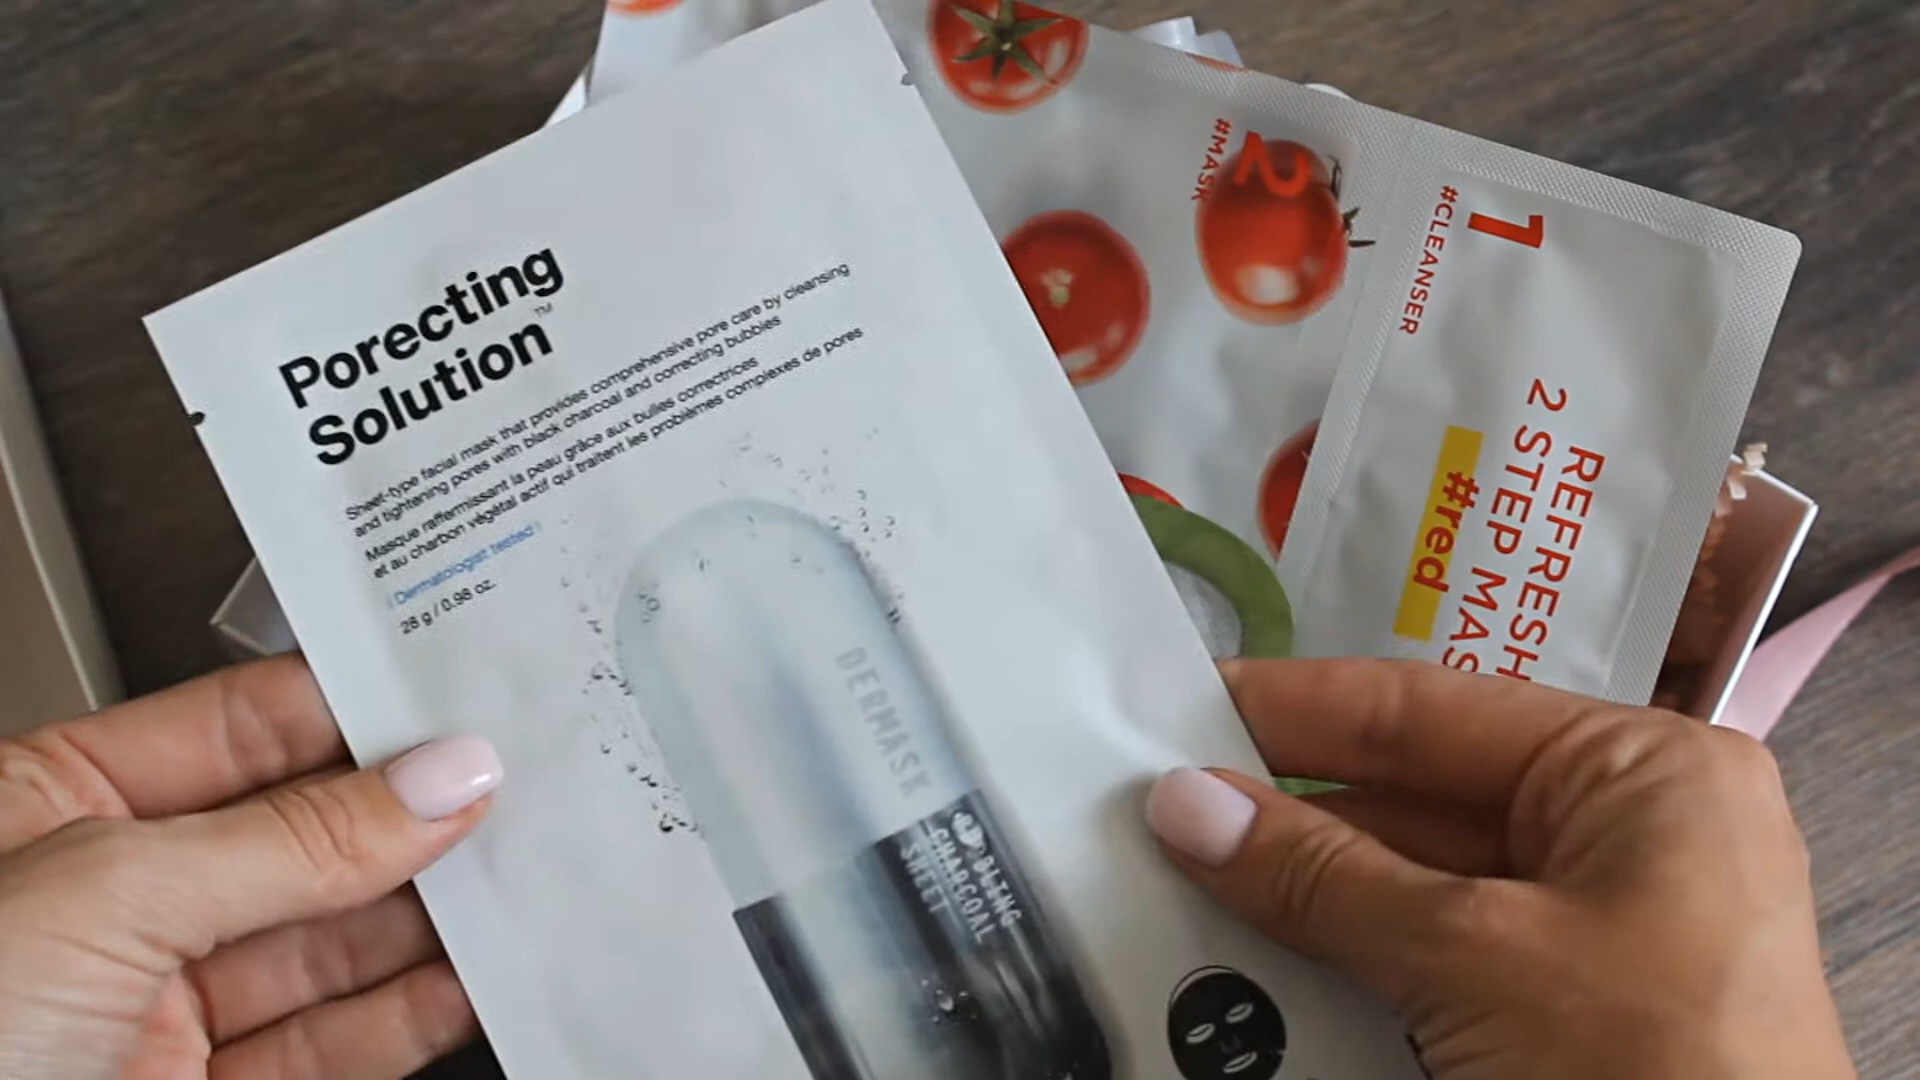 Porecting
Solution™
Sheet-type facial mask that provides comprehensive pore care by cleansing
and tightening pores with black charcoal and correcting bubbles
Masque raffermissant la peau grâce aux bulles correctrices
et au charbon végétal actif qui traitent les problèmes complexes de pores
| Dermatologist tested |
28 g / 0.98 oz.
DERMASK
BLING
CHARCOAL
SHEET
2
#MASK
1
#CLEANSER
REFRESH
2 STEP MAS
#red